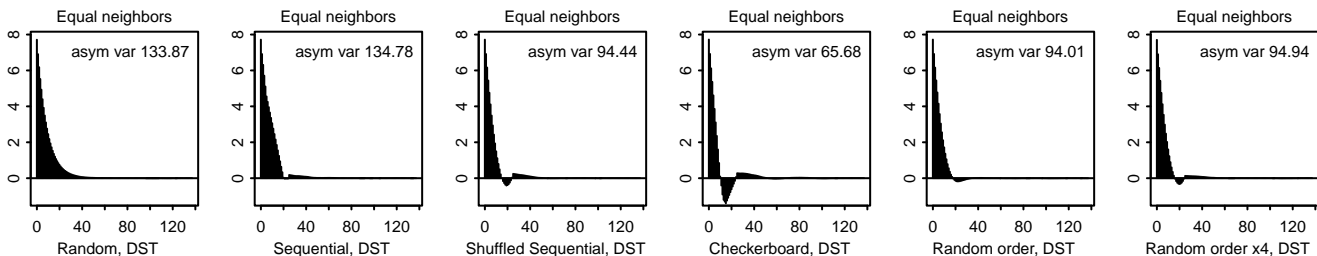 Equal neighbors Equal neighbors Equal neighbors Equal neighbors Equal neighbors Equal neighbors
asym var 133.87 asym var 134.78 asym var 94.44 asym var 65.68 asym var 94.01 asym var 94.94
8 8 8 8 8 8
6 6 6 6 6 6
4 4 4 4 4 4
2 2 2 2 2 2
0 0 0 0 0 0
0 40 80 120 0 40 80 120 0 40 80 120 0 40 80 120 0 40 80 120 0 40 80 120
Random, DST Sequential, DST Shuffled Sequential, DST Checkerboard, DST Random order, DST Random order x4, DST